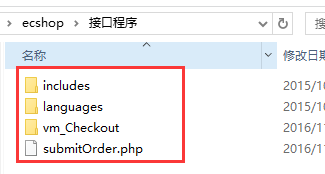 ecshop > 接口程序
名称 修改日期
includes 2015/10
languages 2015/10
vm_Checkout 2016/11
submitOrder.php 2016/11